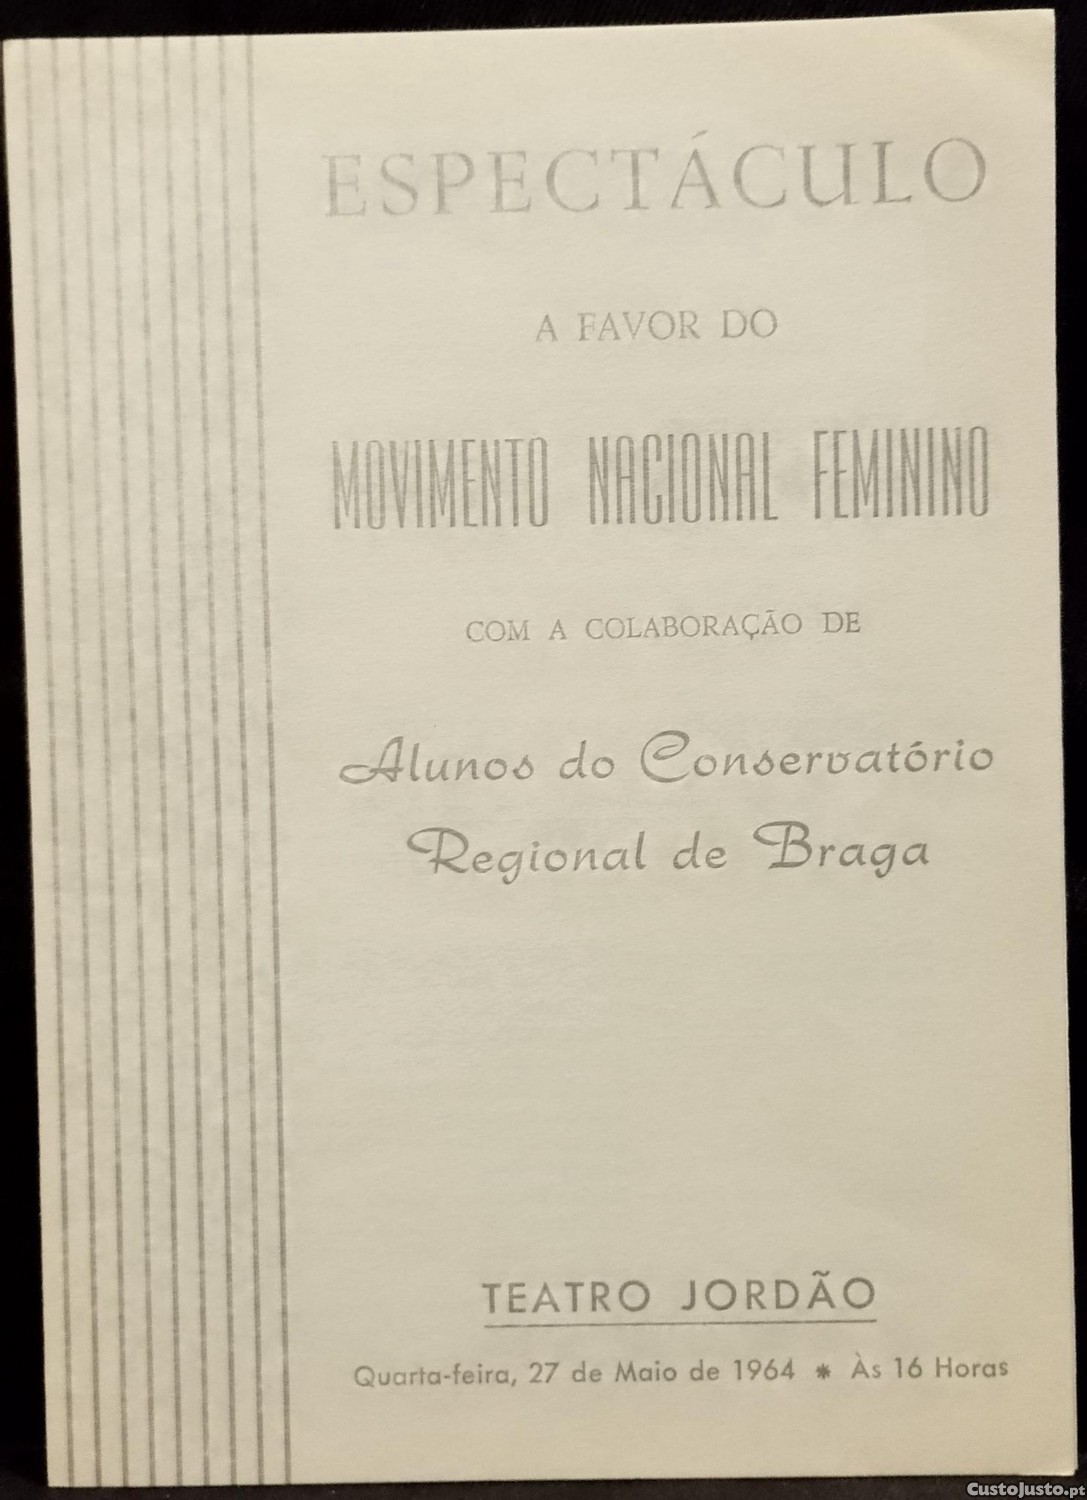 ESPECTÁCULO
A FAVOR DO
MOVIMENTO NACIONAL FEMININO
COM A COLABORAÇÃO DE
Alunos do Conservatório
Regional de Braga
TEATRO JORDÃO
Quarta-feira, 27 de Maio de 1964 * Às 16 Horas
CustoJusto.pt